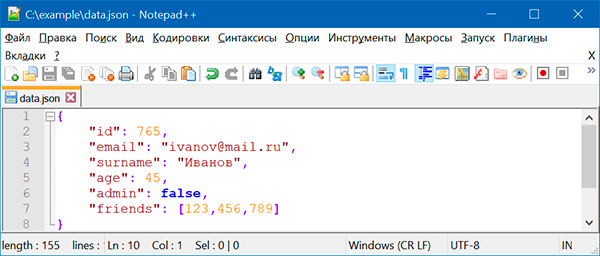 C:\example\data.json - Notepad++
Файл Правка Поиск Вид Кодировки Синтаксисы Опции Инструменты Макросы Запуск Плагины
Вкладки ? X
data.json
1 {
2 "id": 765,
3 "email": "ivanov@mail.ru",
4 "surname": "Иванов",
5 "age": 45,
6 "admin": false,
7 "friends": [123,456,789]
8 }
length : 155 lines : Ln : 10 Col : 1 Sel : 0 | 0 Windows (CR LF) UTF-8 IN